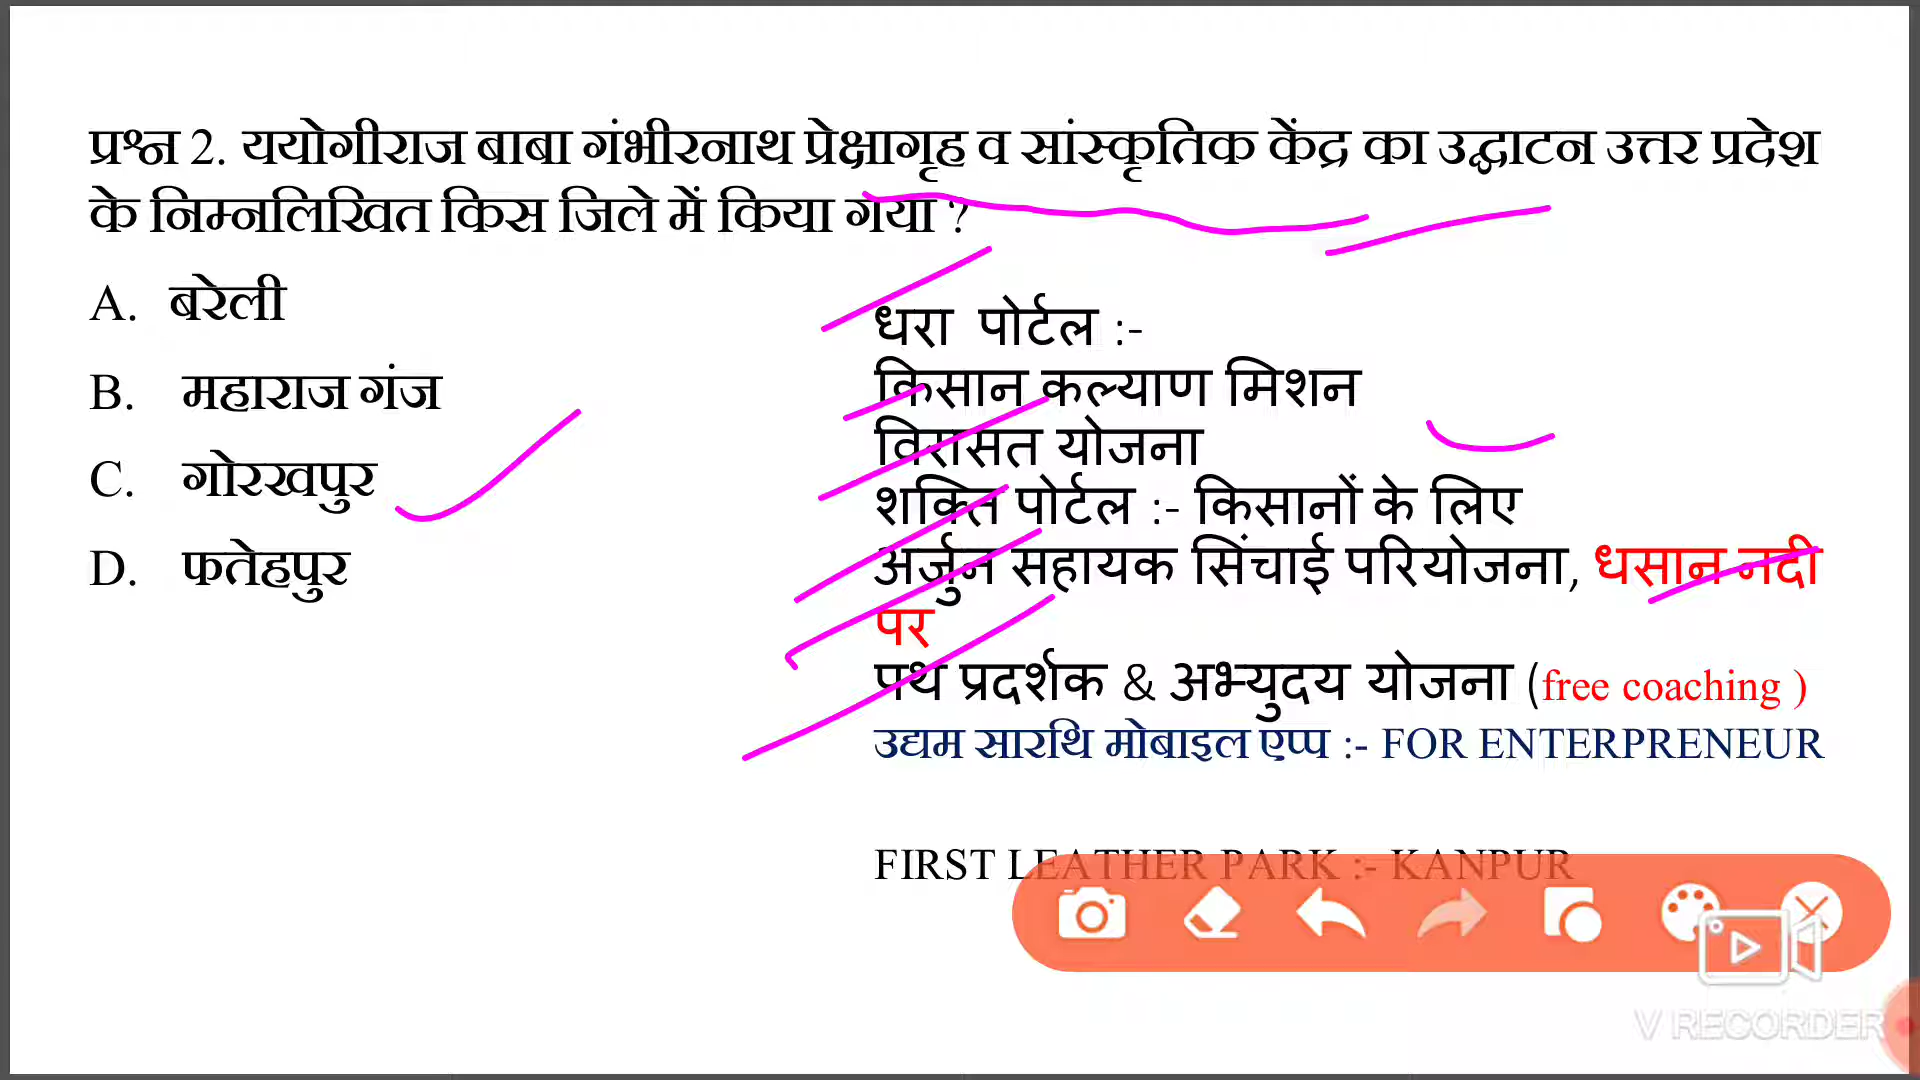 प्रश्न 2. ययोगीराज बाबा गंभीरनाथ प्रेक्षागृह व सांस्कृतिक केंद्र का उद्घाटन उत्तर प्रदेश
के निम्नलिखित किस जिले में किया गया ?
A. बरेली
B. महाराज गंज
C. गोरखपुर
D. फतेहपुर
धरा पोर्टल :-
किसान कल्याण मिशन
विरासत योजना
शक्ति पोर्टल :- किसानों के लिए
अर्जुन सहायक सिंचाई परियोजना, धसान नदी
पर
पथ प्रदर्शक & अभ्युदय योजना (free coaching )
उद्यम सारथि मोबाइल एप्प :- FOR ENTERPRENEUR
FIRST LEATHER PARK :- KANPUR
V RECORDER